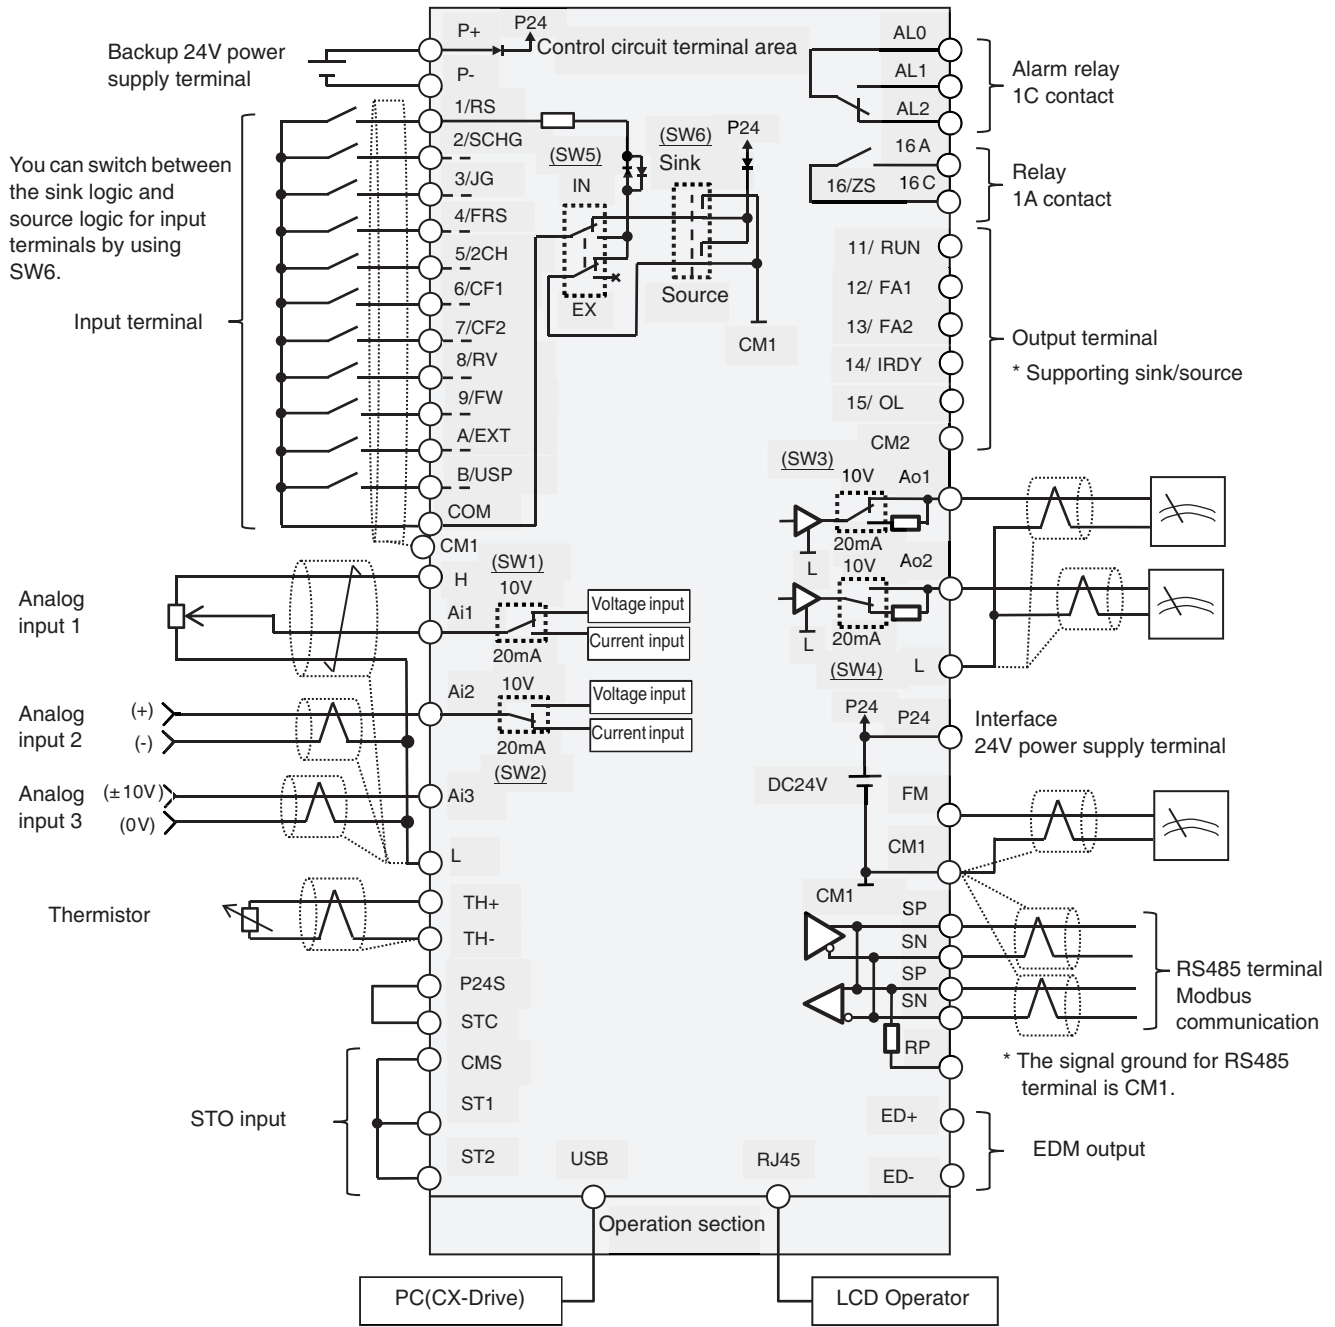 Backup 24V power
supply terminal
P+
P24
P-
Control circuit terminal area
AL0
AL1
AL2
Alarm relay
1C contact
16A
16/ZS
16C
Relay
1A contact
You can switch between
the sink logic and
source logic for input
terminals by using
SW6.
Input terminal
1/RS
2/SCHG
3/JG
4/FRS
5/2CH
6/CF1
7/CF2
8/RV
9/FW
A/EXT
B/USP
COM
CM1
(SW5)
IN
EX
(SW6)
Sink
Source
P24
CM1
11/ RUN
12/ FA1
13/ FA2
14/ IRDY
15/ OL
CM2
Output terminal
* Supporting sink/source
(SW3)
10V
Ao1
20mA
L
10V
Ao2
20mA
L
(SW4)
L
Analog
input 1
H
Ai1
(SW1)
10V
20mA
Voltage input
Current input
Analog
input 2
(+)
(-)
Ai2
10V
20mA
(SW2)
Voltage input
Current input
Analog
input 3
(±10V)
(0V)
Ai3
L
P24
P24
Interface
24V power supply terminal
DC24V
FM
CM1
CM1
Thermistor
TH+
TH-
SP
SN
SP
SN
RP
RS485 terminal
Modbus
communication
* The signal ground for RS485
terminal is CM1.
P24S
STC
CMS
ST1
ST2
STO input
ED+
ED-
EDM output
USB
RJ45
Operation section
PC(CX-Drive)
LCD Operator